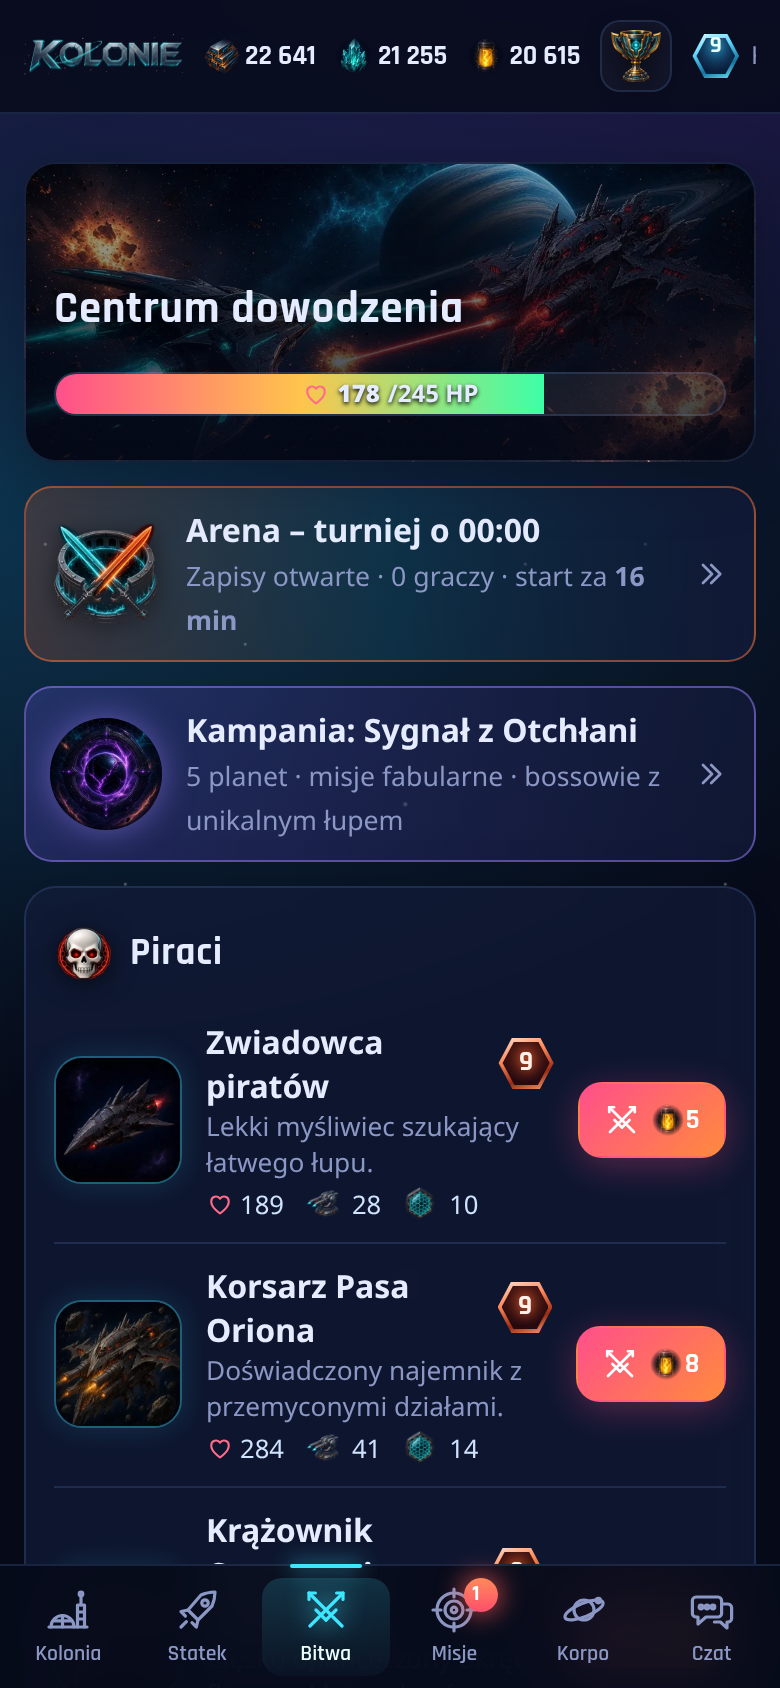 KOLONIE 22 641 21 255 20 615 9
Centrum dowodzenia
178 /245 HP
Arena – turniej o 00:00
Zapisy otwarte · 0 graczy · start za 16
min
Kampania: Sygnał z Otchłani
5 planet · misje fabularne · bossowie z
unikalnym łupem
Piraci
Zwiadowca
piratów
9
Lekki myśliwiec szukający
łatwego łupu.
189 28 10
5
Korsarz Pasa
Oriona
9
Doświadczony najemnik z
przemyconymi działami.
284 41 14
8
Krążownik
1
Kolonia Statek Bitwa Misje Korpo Czat